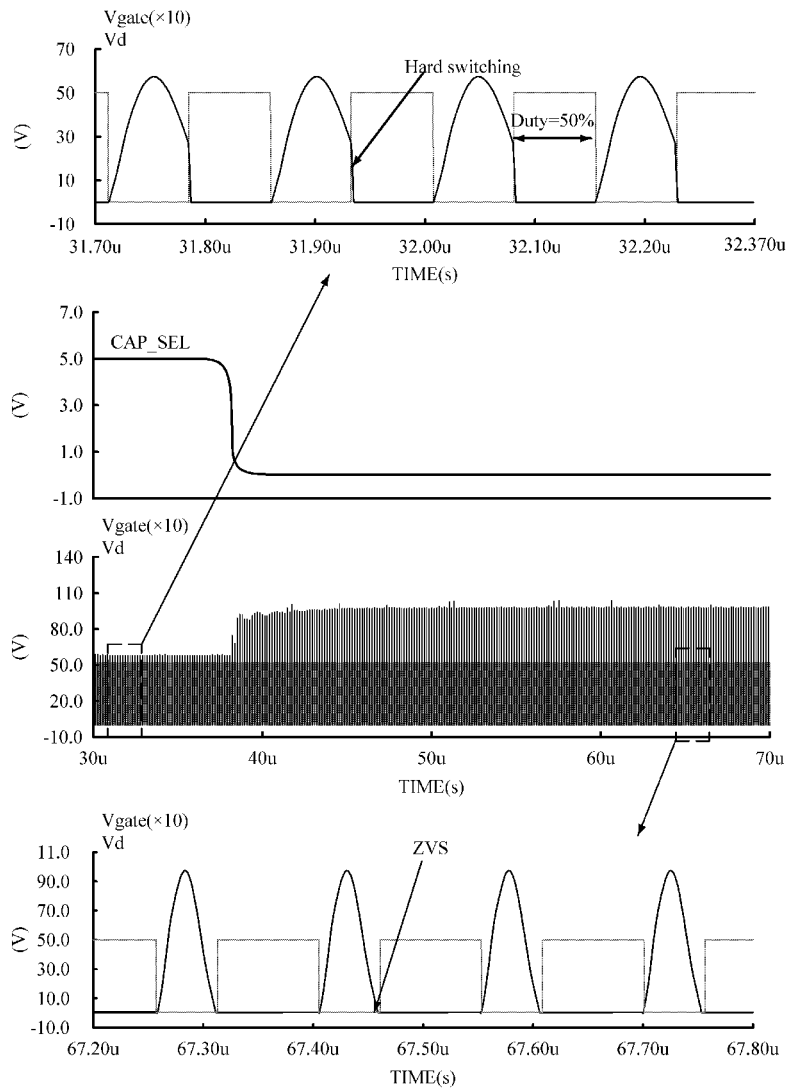 Vgate(×10)
Vd
70
50
30
10
-10
(V)
Hard switching
Duty=50%
31.70u 31.80u 31.90u 32.00u 32.10u 32.20u 32.370u
TIME(s)
7.0
5.0
3.0
1.0
-1.0
(V)
CAP_SEL
Vgate(×10)
Vd
140
110
80.0
50.0
20.0
-10.0
(V)
30u 40u 50u 60u 70u
TIME(s)
Vgate(×10)
Vd
11.0
90.0
70.0
50.0
30.0
10.0
-10.0
(V)
ZVS
67.20u 67.30u 67.40u 67.50u 67.60u 67.70u 67.80u
TIME(s)